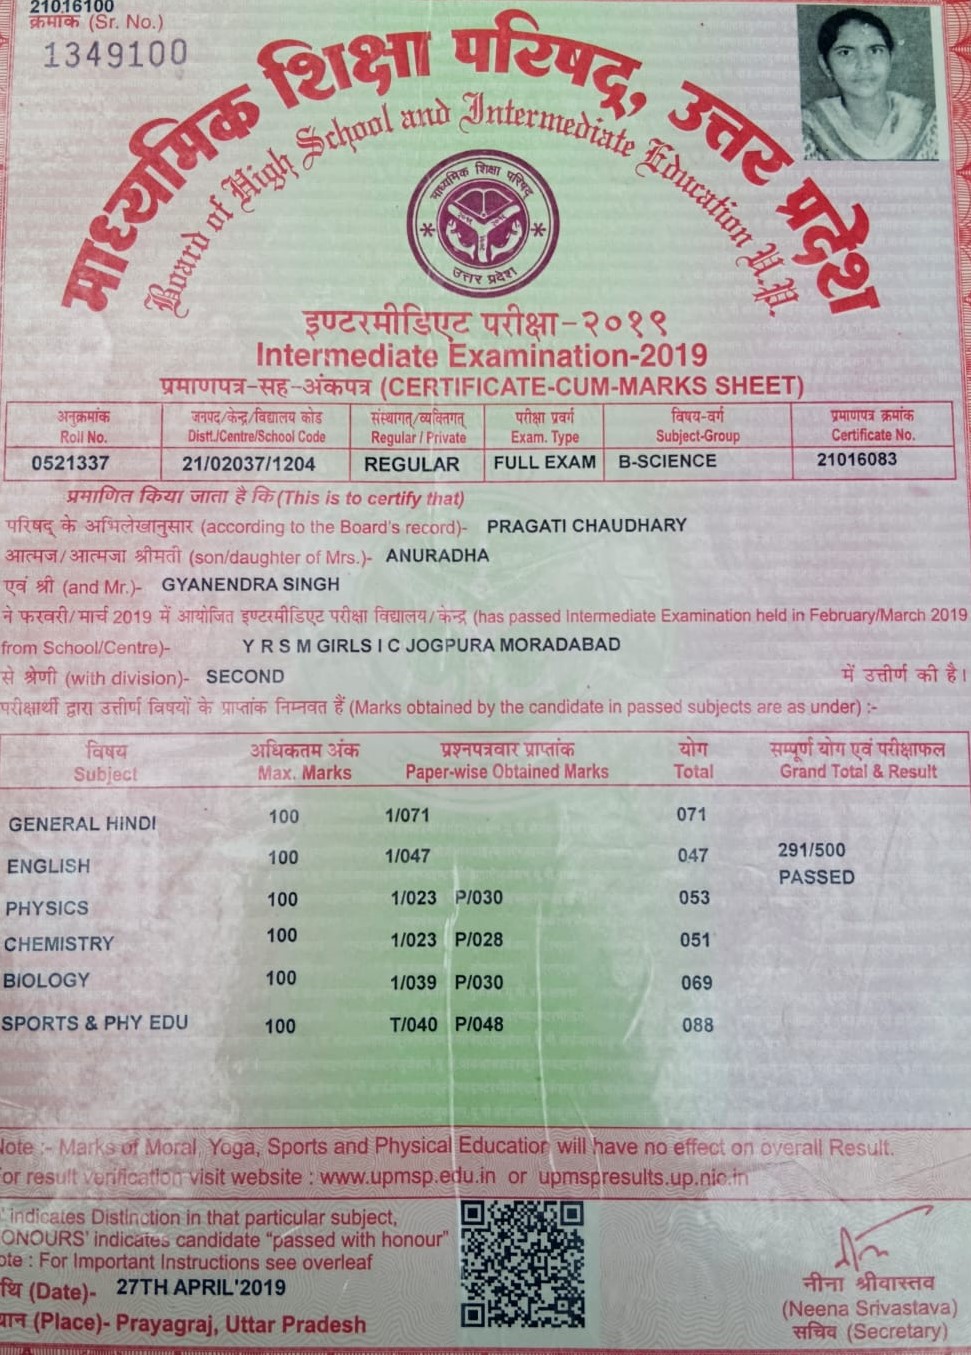 21016100
क्रमांक (Sr. No.)
1349100
माध्यमिक शिक्षा परिषद्, उत्तर प्रदेश
Board of High School and Intermediate Education U.P.
माध्यमिक शिक्षा परिषद्
उत्तर प्रदेश
इण्टरमीडिएट परीक्षा-२०१९
Intermediate Examination-2019
प्रमाणपत्र-सह-अंकपत्र (CERTIFICATE-CUM-MARKS SHEET)
अनुक्रमांक जनपद/केन्द्र/विद्यालय कोड संस्थागत/व्यक्तिगत परीक्षा प्रवर्ग विषय-वर्ग प्रमाणपत्र क्रमांक
Roll No. Distt./Centre/School Code Regular / Private Exam. Type Subject-Group Certificate No.
0521337 21/02037/1204 REGULAR FULL EXAM B-SCIENCE 21016083
प्रमाणित किया जाता है कि (This is to certify that)
परिषद् के अभिलेखानुसार (according to the Board's record)- PRAGATI CHAUDHARY
आत्मज/आत्मजा श्रीमती (son/daughter of Mrs.)- ANURADHA
एवं श्री (and Mr.)- GYANENDRA SINGH
ने फरवरी/मार्च 2019 में आयोजित इण्टरमीडिएट परीक्षा विद्यालय/केन्द्र (has passed Intermediate Examination held in February/March 2019
from School/Centre)- Y R S M GIRLS I C JOGPURA MORADABAD
से श्रेणी (with division)- SECOND में उत्तीर्ण की है।
परीक्षार्थी द्वारा उत्तीर्ण विषयों के प्राप्तांक निम्नवत हैं (Marks obtained by the candidate in passed subjects are as under) :-
विषय अधिकतम अंक प्रश्नपत्रवार प्राप्तांक योग सम्पूर्ण योग एवं परीक्षाफल
Subject Max. Marks Paper-wise Obtained Marks Total Grand Total & Result
GENERAL HINDI 100 1/071 071
ENGLISH 100 1/047 047 291/500
PASSED
PHYSICS 100 1/023 P/030 053
CHEMISTRY 100 1/023 P/028 051
BIOLOGY 100 1/039 P/030 069
SPORTS & PHY EDU 100 T/040 P/048 088
Note :- Marks of Moral, Yoga, Sports and Physical Education will have no effect on overall Result.
or result verification visit website : www.upmsp.edu.in or upmspresults.up.nic.in
' indicates Distinction in that particular subject,
ONOURS' indicates candidate "passed with honour"
ote : For Important Instructions see overleaf
थि (Date)- 27TH APRIL'2019
ान (Place)- Prayagraj, Uttar Pradesh
नीना श्रीवास्तव
(Neena Srivastava)
सचिव (Secretary)